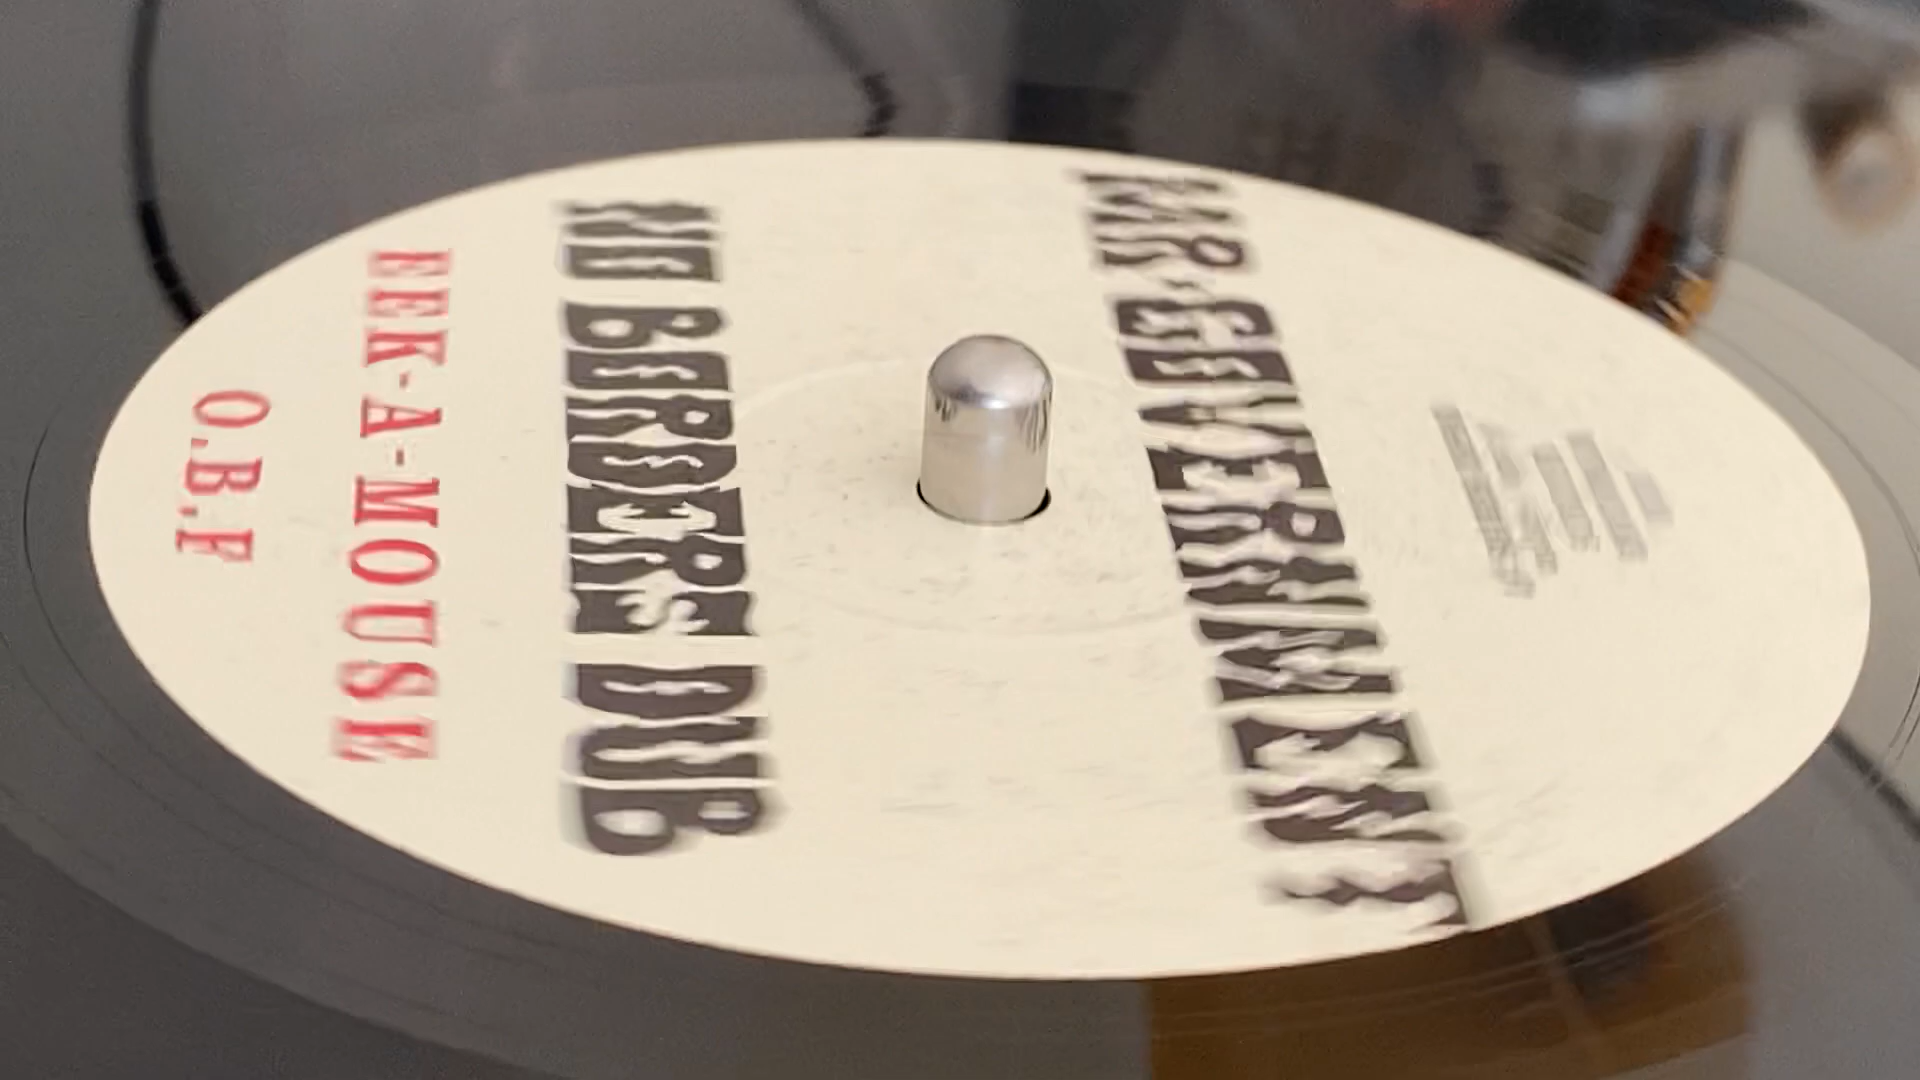 MR.GOVERNMENT
NO BORDERS DUB
EEK-A-MOUSE
O.B.F